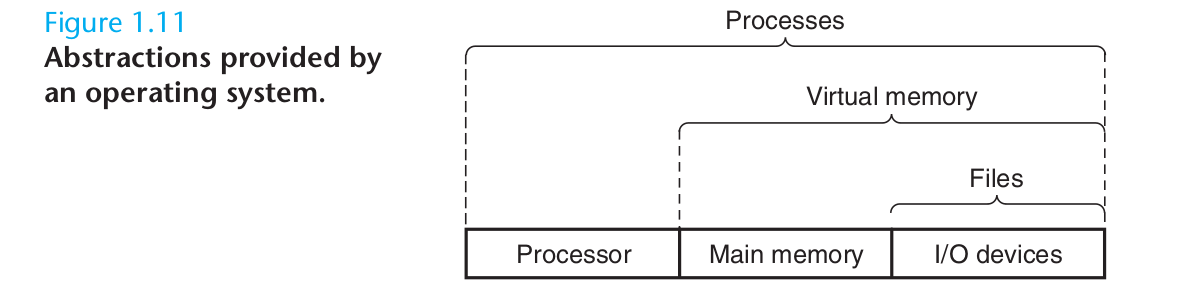 Figure 1.11
Abstractions provided by
an operating system.
Processes
Virtual memory
Files
Processor
Main memory
I/O devices